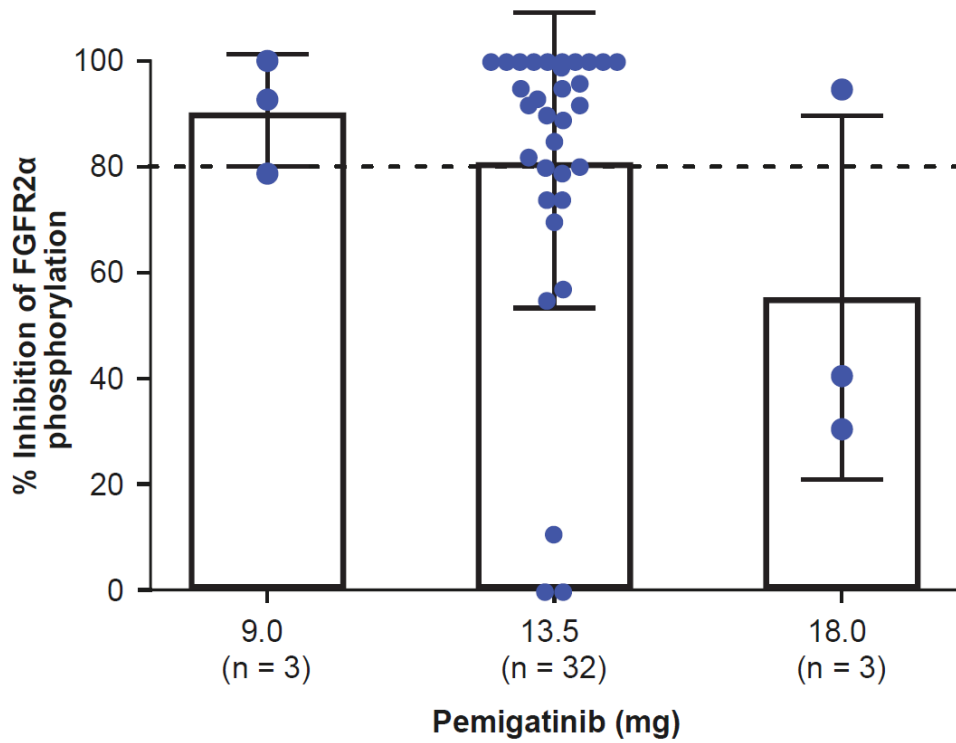 % Inhibition of FGFR2α
phosphorylation
100
80
60
40
20
0
9.0
(n = 3)
13.5
(n = 32)
18.0
(n = 3)
Pemigatinib (mg)